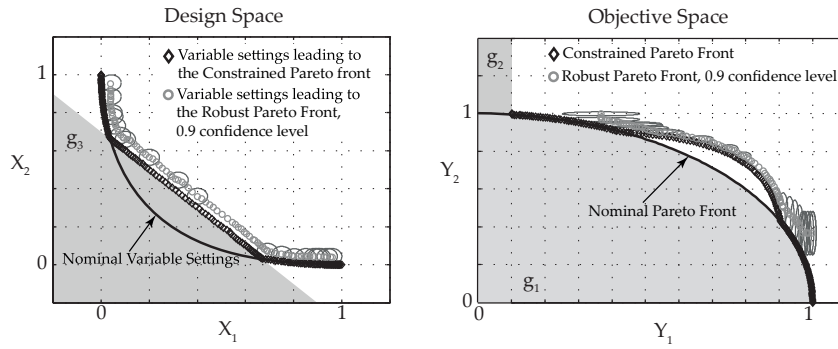 Design Space
Variable settings leading to
the Constrained Pareto front
Variable settings leading to
the Robust Pareto Front,
0.9 confidence level
g3
Nominal Variable Settings
1
0
X2
0
1
X1
Objective Space
Constrained Pareto Front
Robust Pareto Front, 0.9 confidence level
g2
Nominal Pareto Front
g1
1
0
Y2
0
1
Y1